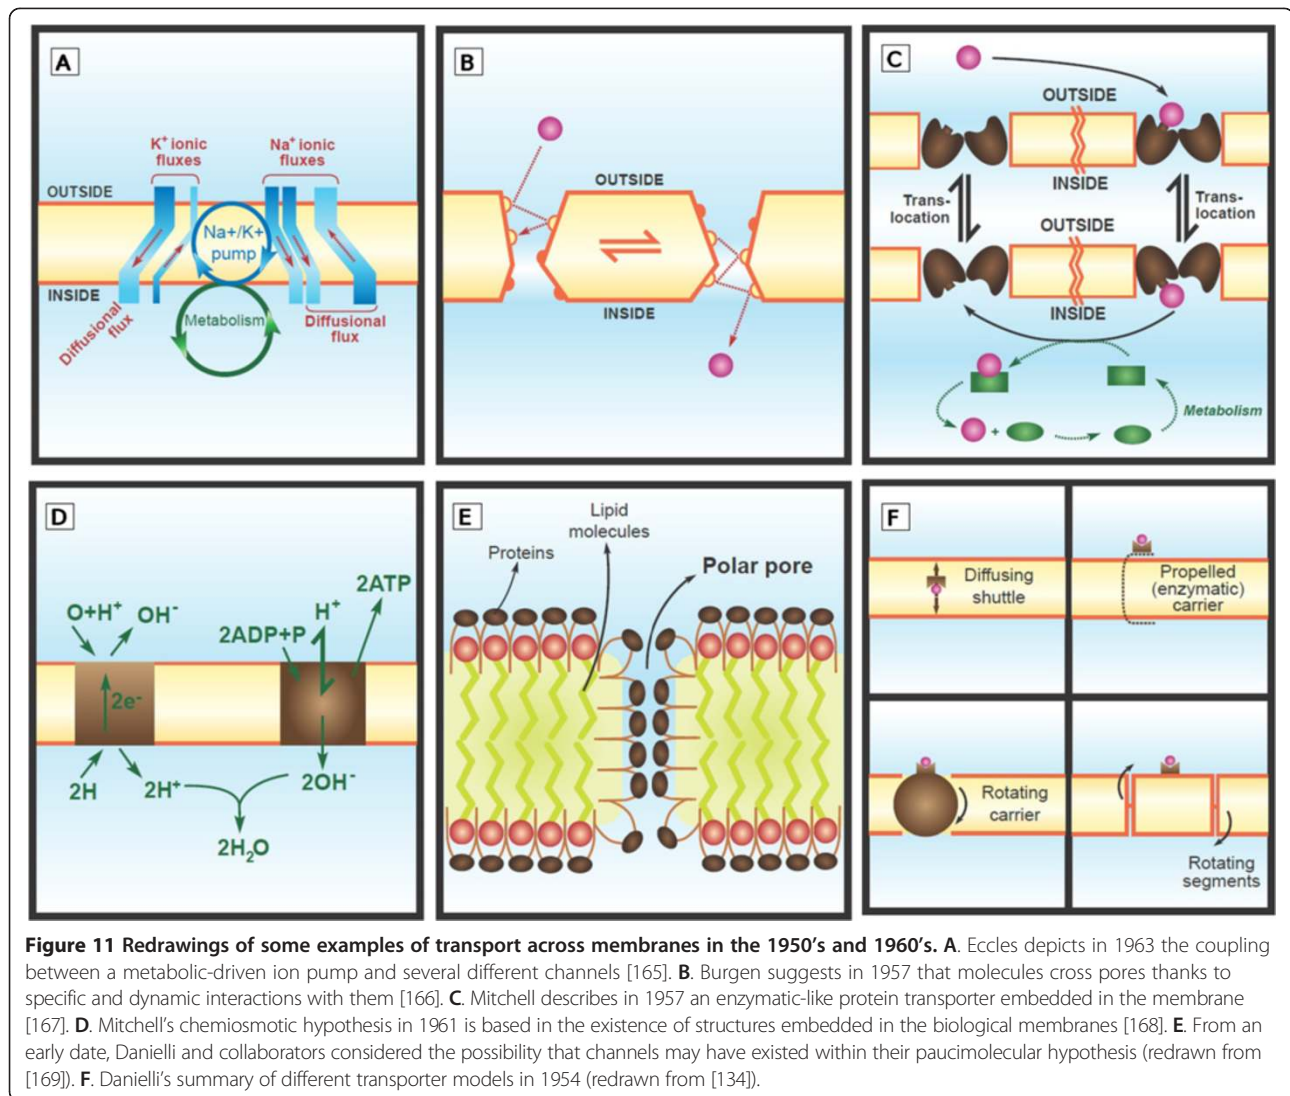 A
K+ ionic
fluxes
Na+ ionic
fluxes
OUTSIDE
Na+/K+
pump
INSIDE
Metabolism
Diffusional
flux
Diffusional
flux
B
OUTSIDE
INSIDE
C
OUTSIDE
INSIDE
Trans-
location
Trans-
location
OUTSIDE
INSIDE
Metabolism
+
D
O+H+
OH-
H+
2ATP
2ADP+P
2e-
2H
2H+
2OH-
2H2O
E
Lipid
molecules
Proteins
Polar pore
F
Diffusing
shuttle
Propelled
(enzymatic)
carrier
Rotating
carrier
Rotating
segments
Figure 11 Redrawings of some examples of transport across membranes in the 1950's and 1960's. A. Eccles depicts in 1963 the coupling
between a metabolic-driven ion pump and several different channels [165]. B. Burgen suggests in 1957 that molecules cross pores thanks to
specific and dynamic interactions with them [166]. C. Mitchell describes in 1957 an enzymatic-like protein transporter embedded in the membrane
[167]. D. Mitchell's chemiosmotic hypothesis in 1961 is based in the existence of structures embedded in the biological membranes [168]. E. From an
early date, Danielli and collaborators considered the possibility that channels may have existed within their paucimolecular hypothesis (redrawn from
[169]). F. Danielli's summary of different transporter models in 1954 (redrawn from [134]).